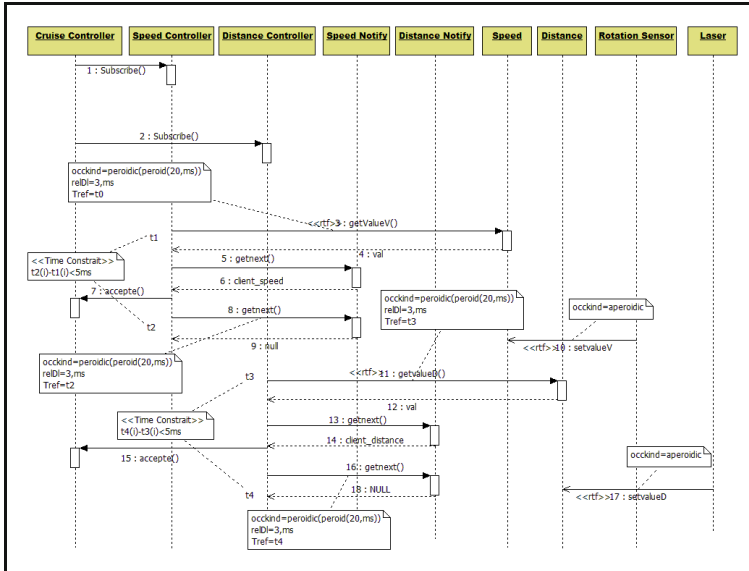 Cruise Controller
Speed Controller
Distance Controller
Speed Notify
Distance Notify
Speed
Distance
Rotation Sensor
Laser
1 : Subscribe()
2 : Subscribe()
occkind=peroidic(peroid(20,ms))
relDl=3,ms
Tref=t0
<<rtf>>3 : getValueV()
t1
4 : val
<<Time Constrait>>
t2(i)-t1(i)<5ms
5 : getnext()
6 : client_speed
7 : accepte()
occkind=peroidic(peroid(20,ms))
relDl=3,ms
Tref=t3
occkind=aperoidic
8 : getnext()
t2
9 : null
<<rtf>>10 : setvalueV
occkind=peroidic(peroid(20,ms))
relDl=3,ms
Tref=t2
t3
<<rtf>>11 : getvalueD()
12 : val
<<Time Constrait>>
t4(i)-t3(i)<5ms
13 : getnext()
14 : client_distance
15 : accepte()
occkind=aperoidic
16 : getnext()
t4
18 : NULL
<<rtf>>17 : setvalueD
occkind=peroidic(peroid(20,ms))
relDl=3,ms
Tref=t4